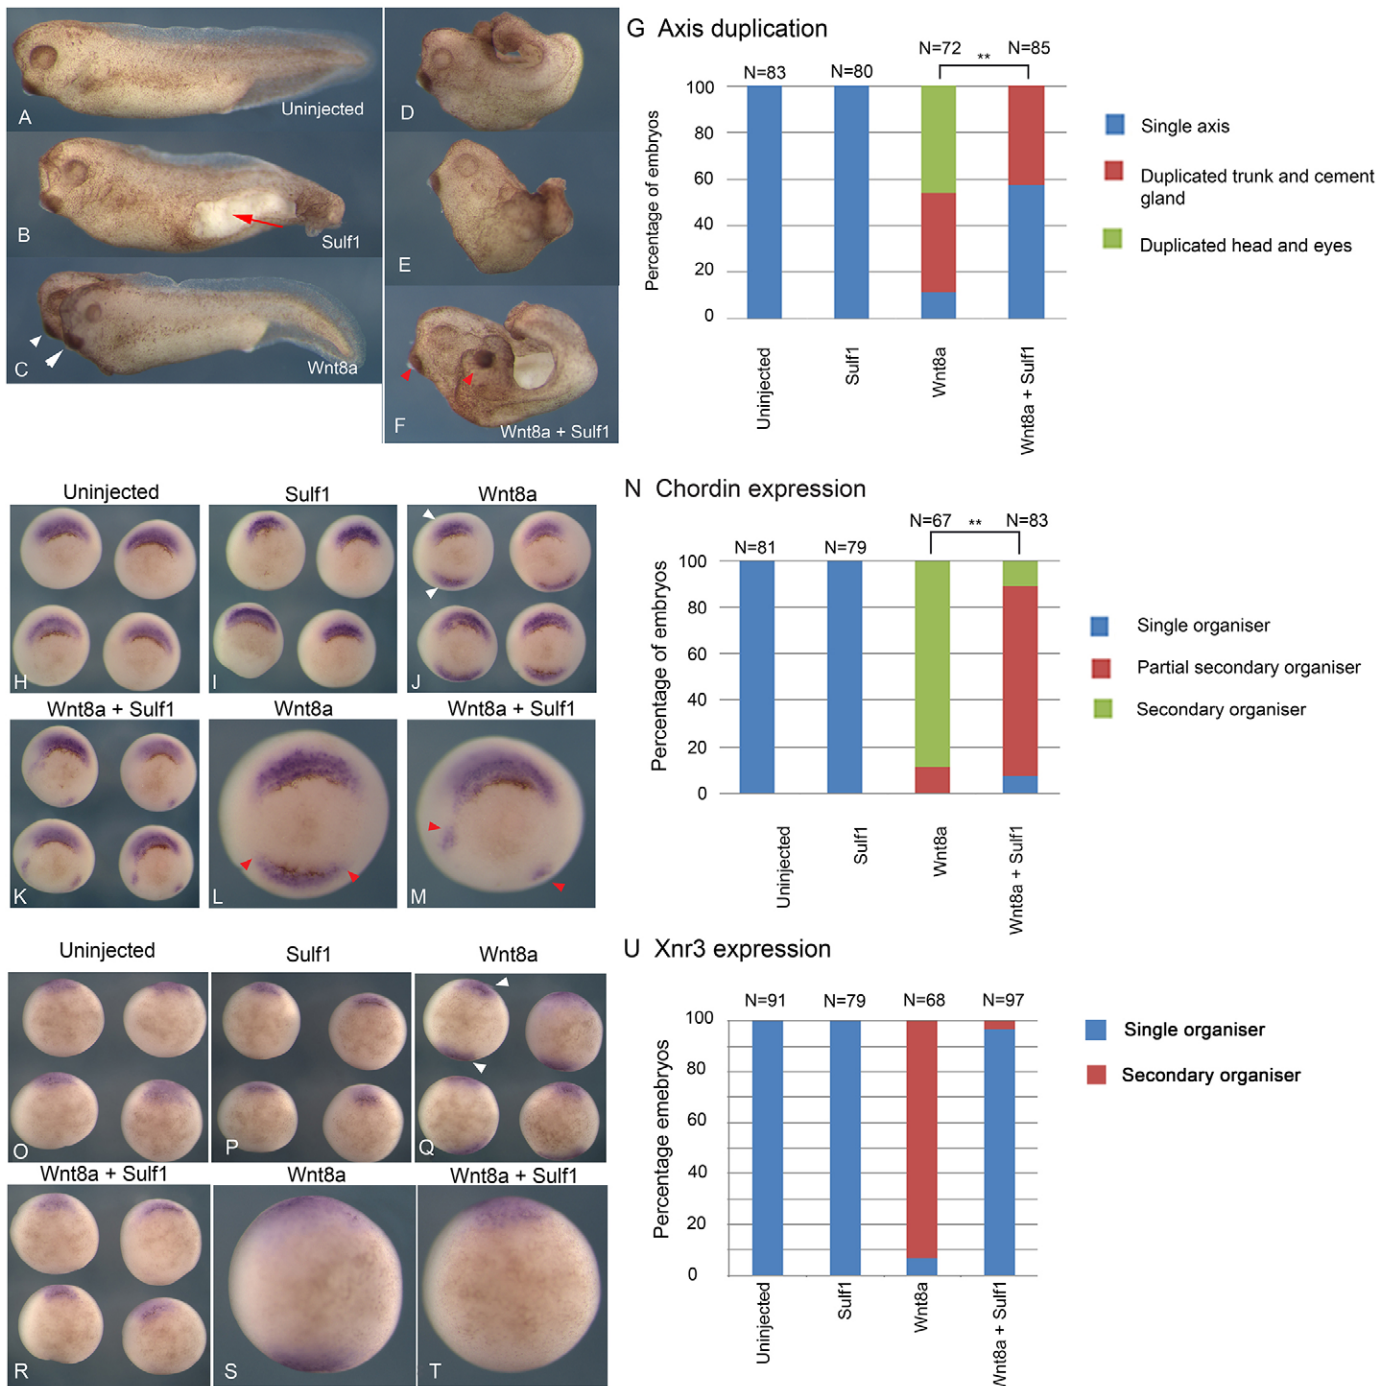 A
Uninjected
B
Sulf1
C
Wnt8a
D
E
F
Wnt8a + Sulf1
G Axis duplication
N=83
N=80
N=72
**
N=85
Percentage of embryos
100
80
60
40
20
0
Uninjected
Sulf1
Wnt8a
Wnt8a + Sulf1
Single axis
Duplicated trunk and cement
gland
Duplicated head and eyes
Uninjected
Sulf1
Wnt8a
H
I
J
Wnt8a + Sulf1
Wnt8a
Wnt8a + Sulf1
K
L
M
N Chordin expression
N=81
N=79
N=67
**
N=83
Percentage of embryos
100
80
60
40
20
0
Uninjected
Sulf1
Wnt8a
Wnt8a + Sulf1
Single organiser
Partial secondary organiser
Secondary organiser
Uninjected
Sulf1
Wnt8a
O
P
Q
Wnt8a + Sulf1
Wnt8a
Wnt8a + Sulf1
R
S
T
U Xnr3 expression
N=91
N=79
N=68
N=97
Percentage emebryos
100
80
60
40
20
0
Uninjected
Sulf1
Wnt8a
Wnt8a + Sulf1
Single organiser
Secondary organiser